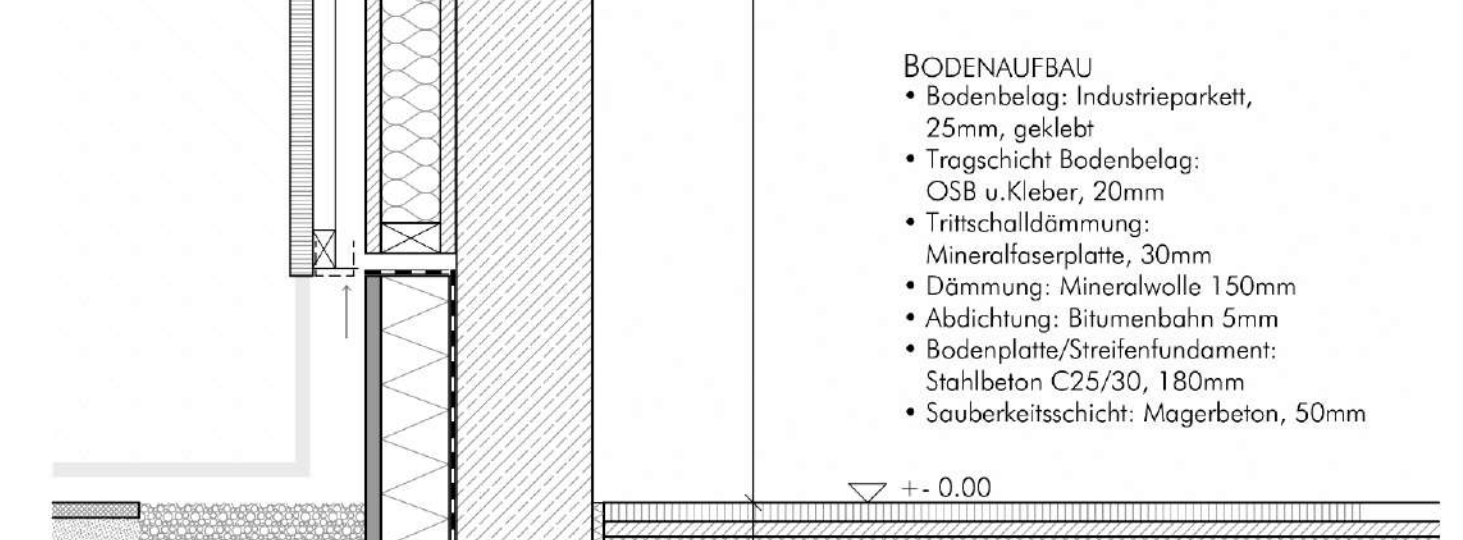 BODENAUFBAU
• Bodenbelag: Industrieparkett,
25mm, geklebt
• Tragschicht Bodenbelag:
OSB u.Kleber, 20mm
• Trittschalldämmung:
Mineralfaserplatte, 30mm
• Dämmung: Mineralwolle 150mm
• Abdichtung: Bitumenbahn 5mm
• Bodenplatte/Streifenfundament:
Stahlbeton C25/30, 180mm
• Sauberkeitsschicht: Magerbeton, 50mm
+- 0.00